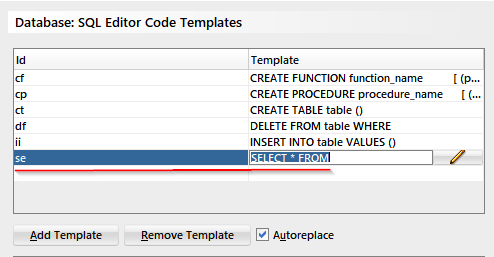 Database: SQL Editor Code Templates
Id Template
cf CREATE FUNCTION function_name [ (p...
cp CREATE PROCEDURE procedure_name [ (...
ct CREATE TABLE table ()
df DELETE FROM table WHERE
ii INSERT INTO table VALUES ()
se SELECT * FROM
Add Template Remove Template Autoreplace